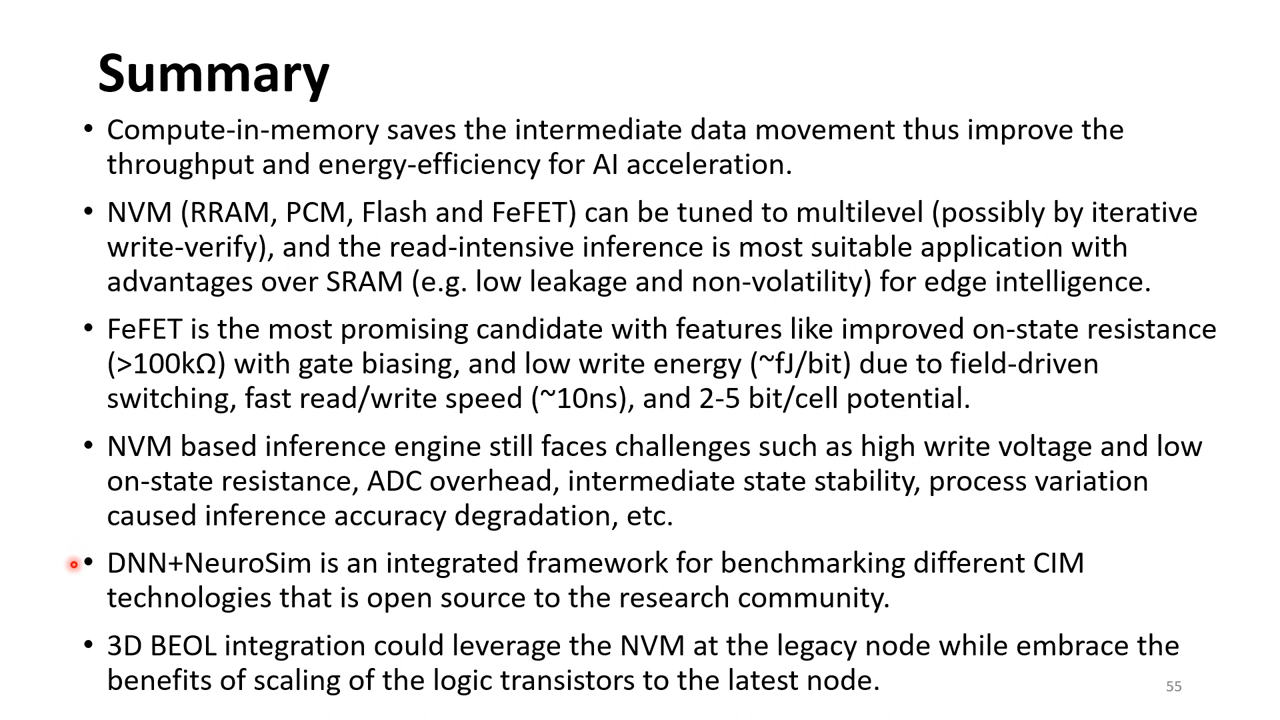 Summary
• Compute-in-memory saves the intermediate data movement thus improve the
throughput and energy-efficiency for AI acceleration.
• NVM (RRAM, PCM, Flash and FeFET) can be tuned to multilevel (possibly by iterative
write-verify), and the read-intensive inference is most suitable application with
advantages over SRAM (e.g. low leakage and non-volatility) for edge intelligence.
• FeFET is the most promising candidate with features like improved on-state resistance
(>100kΩ) with gate biasing, and low write energy (~fJ/bit) due to field-driven
switching, fast read/write speed (~10ns), and 2-5 bit/cell potential.
• NVM based inference engine still faces challenges such as high write voltage and low
on-state resistance, ADC overhead, intermediate state stability, process variation
caused inference accuracy degradation, etc.
• DNN+NeuroSim is an integrated framework for benchmarking different CIM
technologies that is open source to the research community.
• 3D BEOL integration could leverage the NVM at the legacy node while embrace the
benefits of scaling of the logic transistors to the latest node.
55